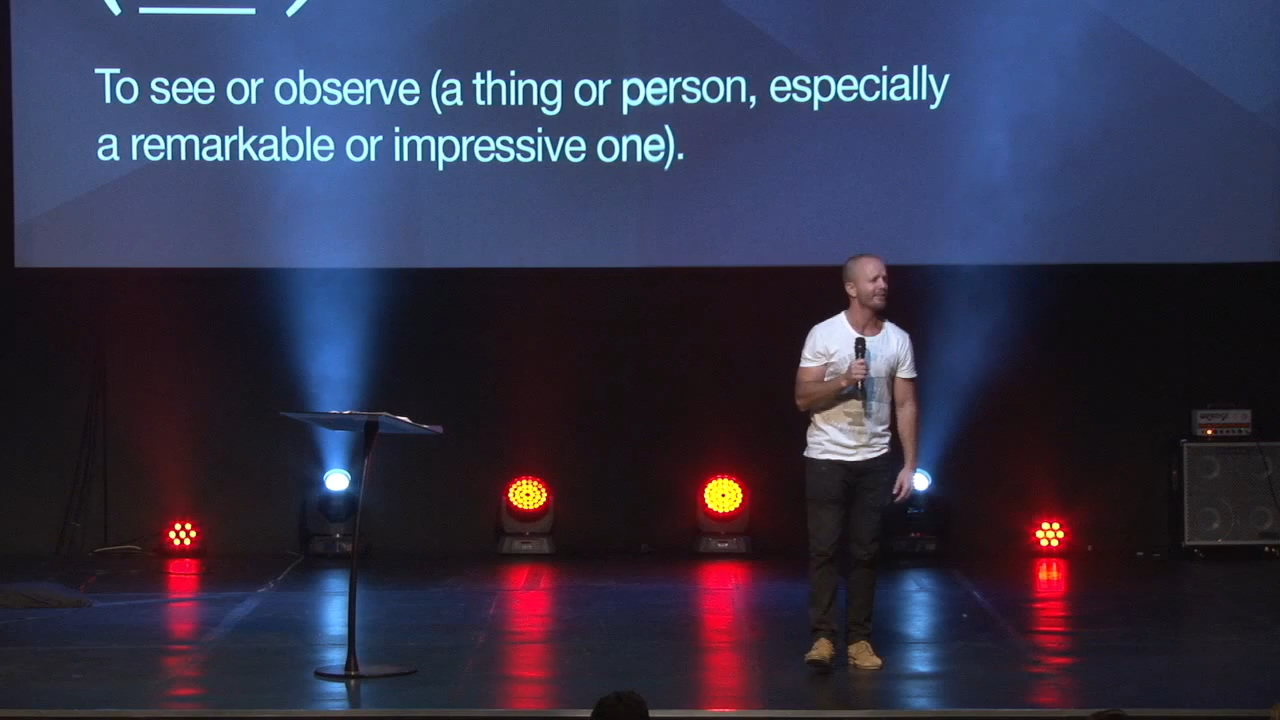 To see or observe (a thing or person, especially
a remarkable or impressive one).